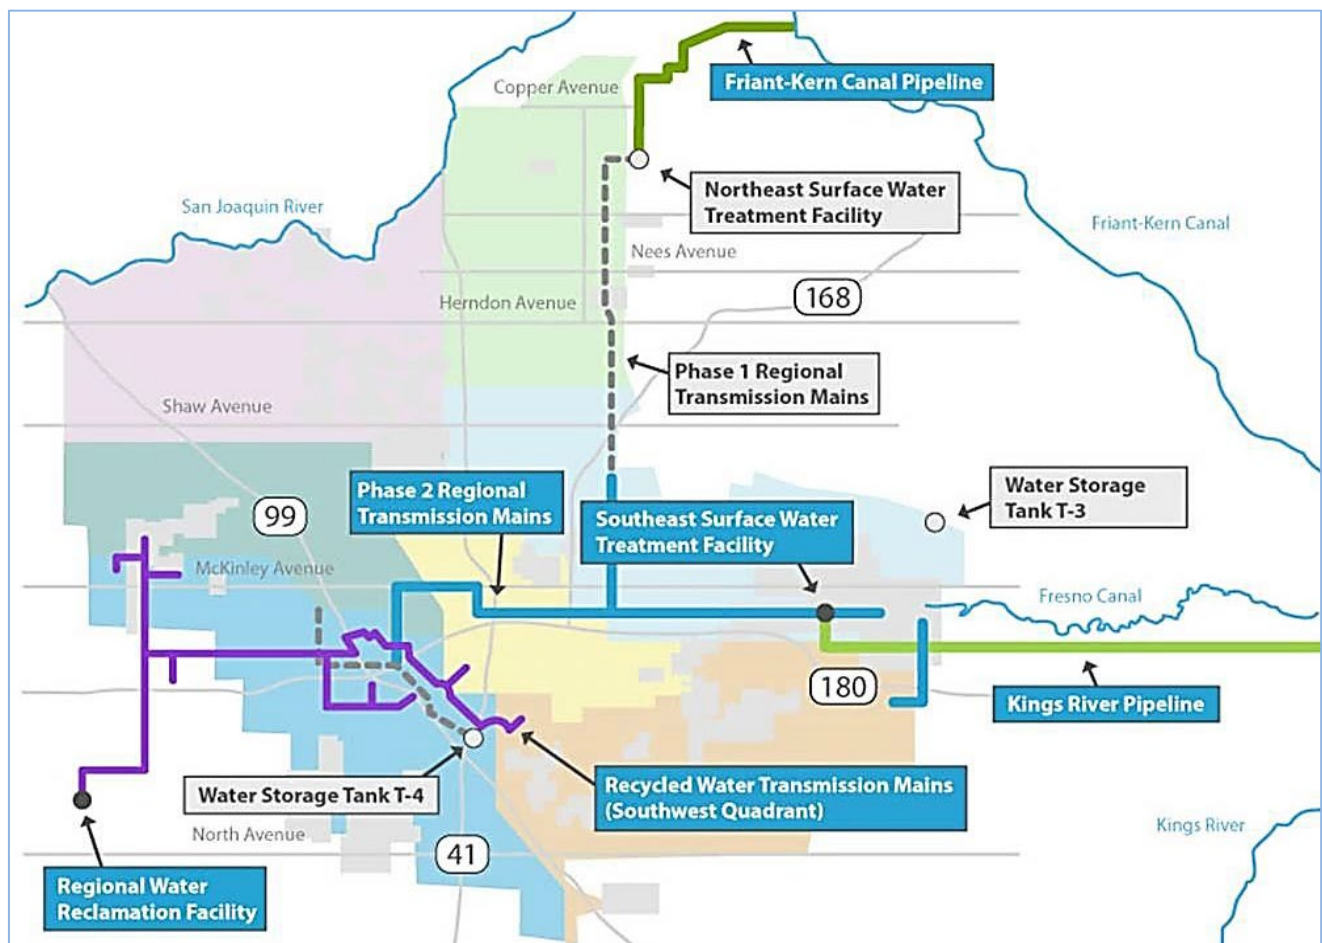 Copper Avenue
Friant-Kern Canal Pipeline
Northeast Surface Water
Treatment Facility
San Joaquin River
Friant-Kern Canal
Nees Avenue
Herndon Avenue
168
Phase 1 Regional
Transmission Mains
Shaw Avenue
Phase 2 Regional
Transmission Mains
99
Southeast Surface Water
Treatment Facility
Water Storage
Tank T-3
McKinley Avenue
Fresno Canal
180
Kings River Pipeline
Water Storage Tank T-4
Recycled Water Transmission Mains
(Southwest Quadrant)
North Avenue
41
Kings River
Regional Water
Reclamation Facility